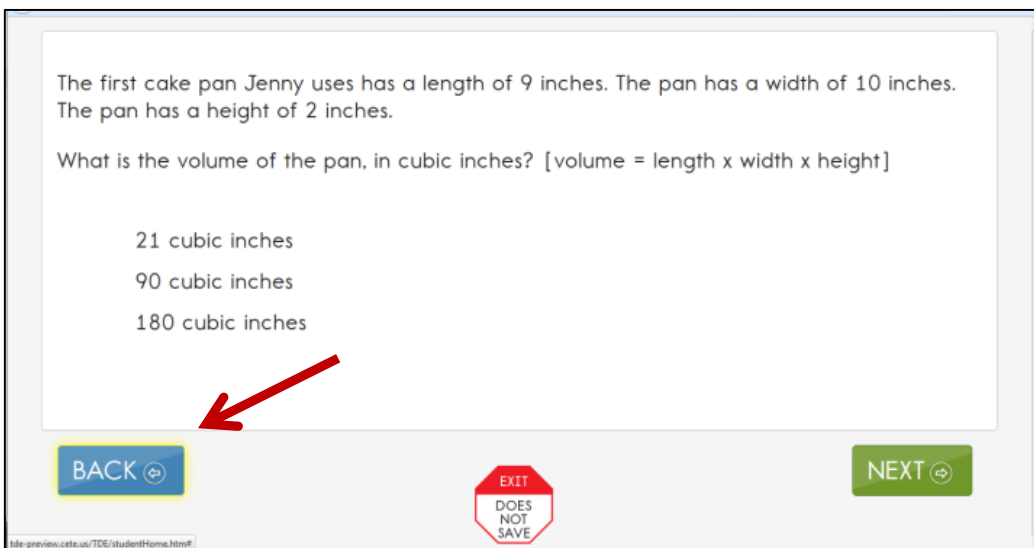 The first cake pan Jenny uses has a length of 9 inches. The pan has a width of 10 inches.
The pan has a height of 2 inches.
What is the volume of the pan, in cubic inches? [volume = length x width x height]
21 cubic inches
90 cubic inches
180 cubic inches
BACK
NEXT
EXIT
DOES
NOT
SAVE
tde-preview.cete.us/TDE/studentHome.htm#